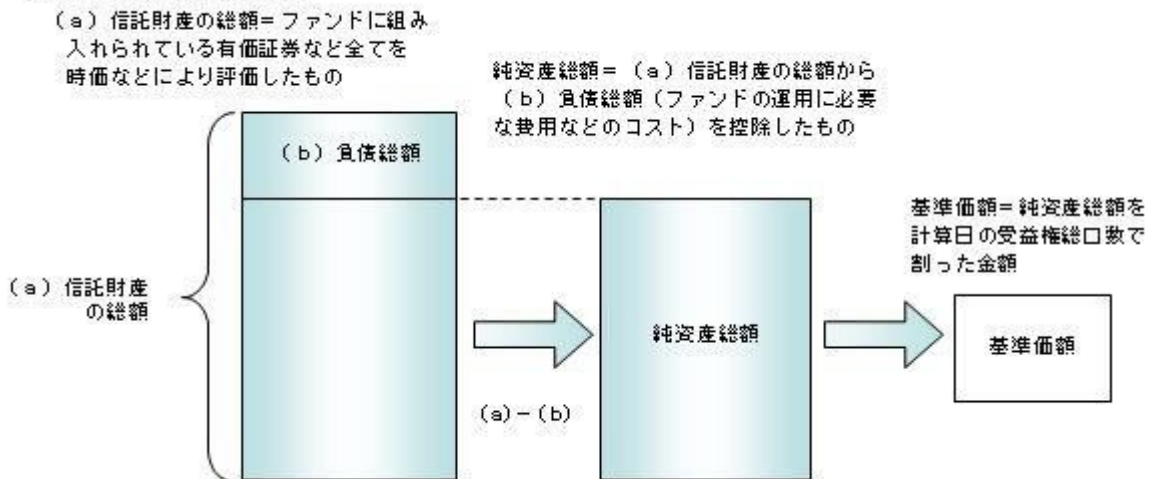 （a）信託財産の総額＝ファンドに組み
入れられている有価証券など全てを
時価などにより評価したもの
純資産総額＝（a）信託財産の総額から
（b）負債総額（ファンドの運用に必要
な費用などのコスト）を控除したもの
（b）負債総額
基準価額＝純資産総額を
計算日の受益権総口数で
割った金額
（a）信託財産
の総額
純資産総額
基準価額
(a)－(b)